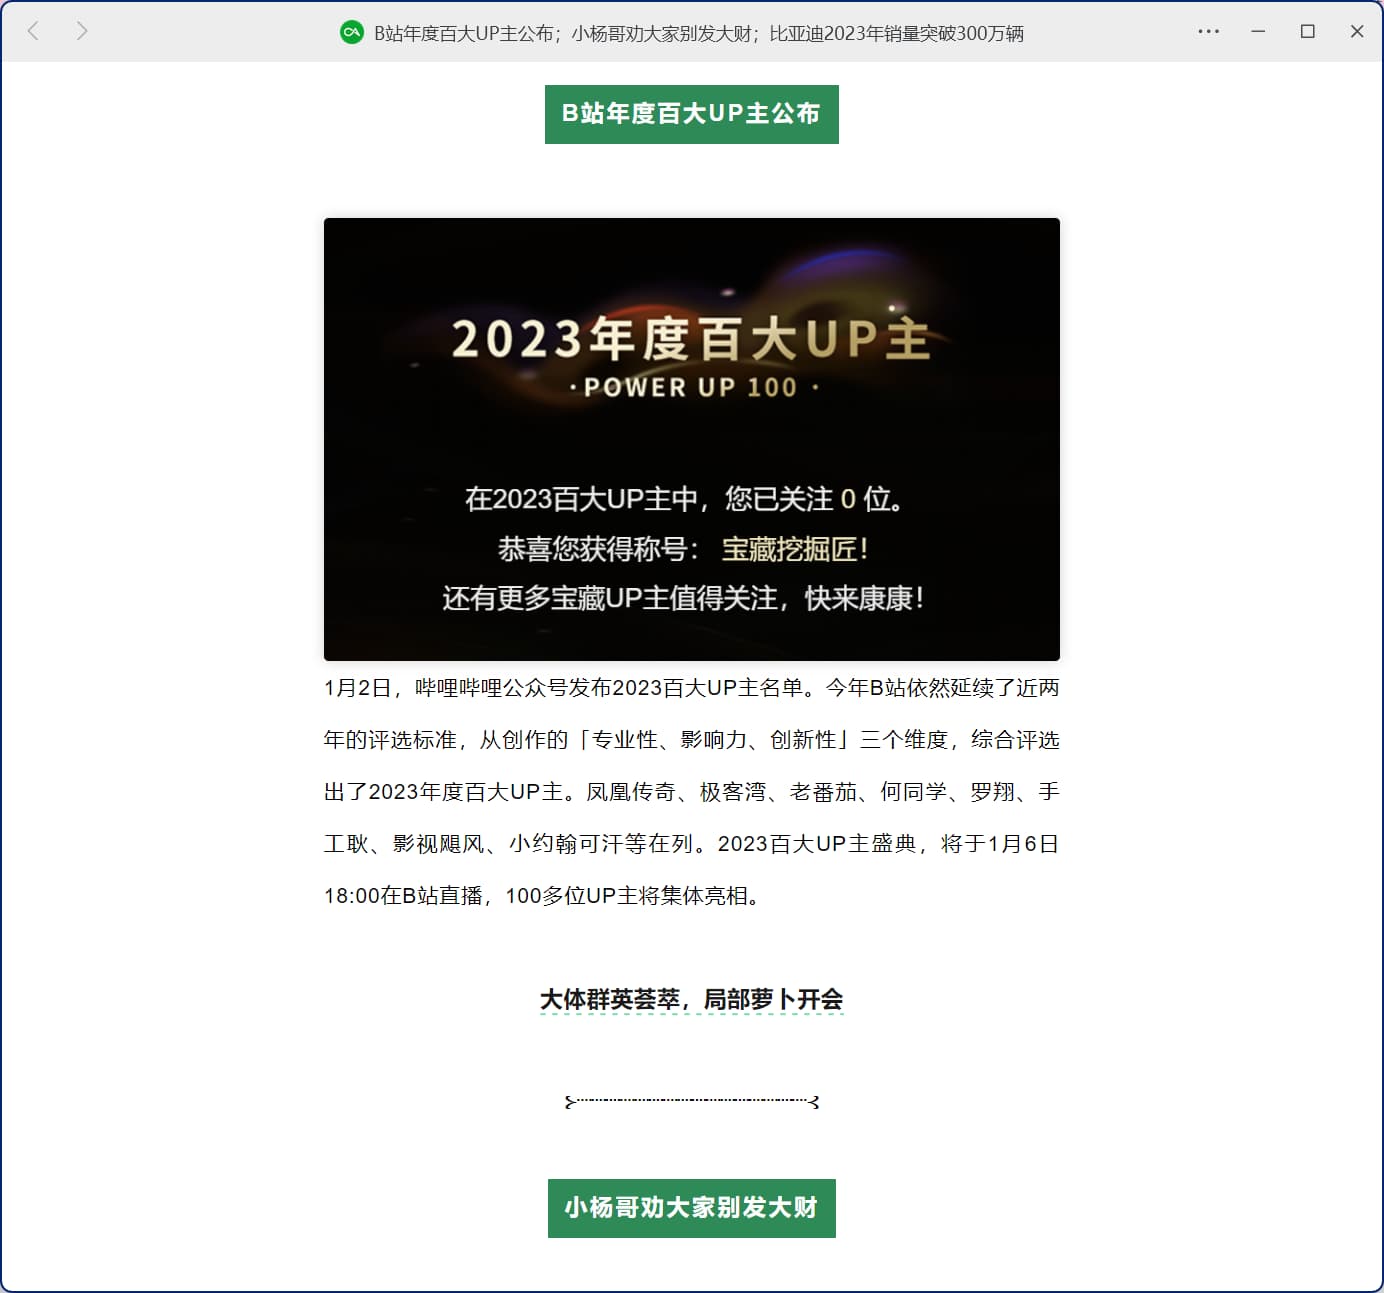 B站年度百大UP主公布；小杨哥劝大家别发大财；比亚迪2023年销量突破300万辆
B站年度百大UP主公布
2023年度百大UP主
·POWER UP 100 ·
在2023百大UP主中，您已关注 0 位。
恭喜您获得称号： 宝藏挖掘匠！
还有更多宝藏UP主值得关注，快来康康！
1月2日，哔哩哔哩公众号发布2023百大UP主名单。今年B站依然延续了近两
年的评选标准，从创作的「专业性、影响力、创新性」三个维度，综合评选
出了2023年度百大UP主。凤凰传奇、极客湾、老番茄、何同学、罗翔、手
工耿、影视飓风、小约翰可汗等在列。2023百大UP主盛典，将于1月6日
18:00在B站直播，100多位UP主将集体亮相。
大体群英荟萃，局部萝卜开会
小杨哥劝大家别发大财